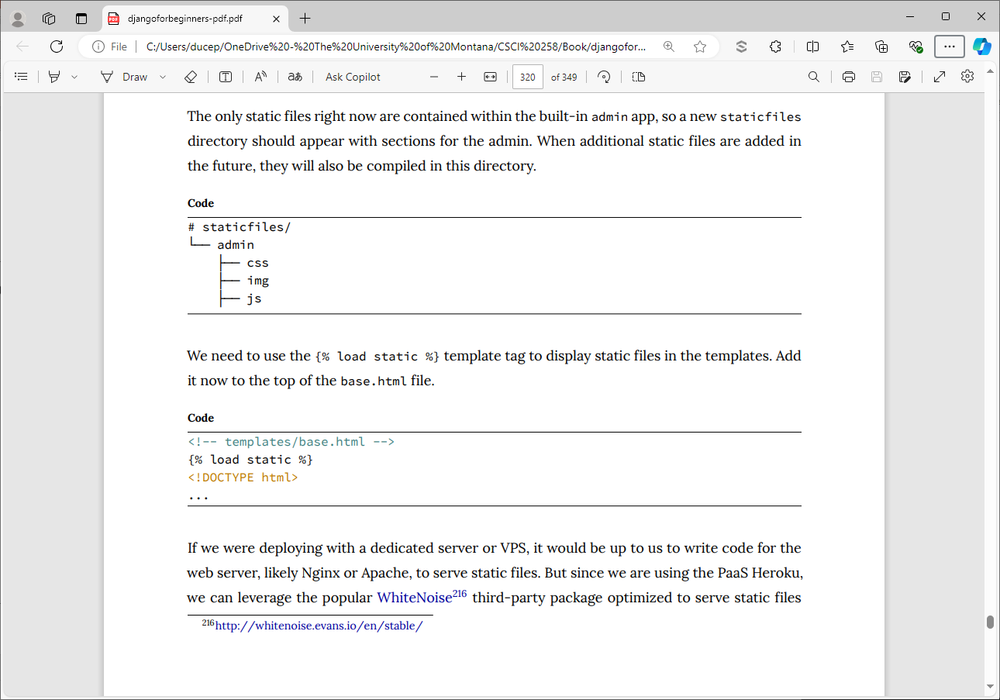 djangoforbeginners-pdf.pdf
File C:/Users/ducep/OneDrive%20-%20The%20University%20of%20Montana/CSCI%20258/Book/djangofor...
Draw Ask Copilot 320 of 349
The only static files right now are contained within the built-in admin app, so a new staticfiles
directory should appear with sections for the admin. When additional static files are added in
the future, they will also be compiled in this directory.
Code
# staticfiles/
└── admin
    ├── css
    ├── img
    ├── js
We need to use the {% load static %} template tag to display static files in the templates. Add
it now to the top of the base.html file.
Code
<!-- templates/base.html -->
{% load static %}
<!DOCTYPE html>
...
If we were deploying with a dedicated server or VPS, it would be up to us to write code for the
web server, likely Nginx or Apache, to serve static files. But since we are using the PaaS Heroku,
we can leverage the popular WhiteNoise216 third-party package optimized to serve static files
216http://whitenoise.evans.io/en/stable/